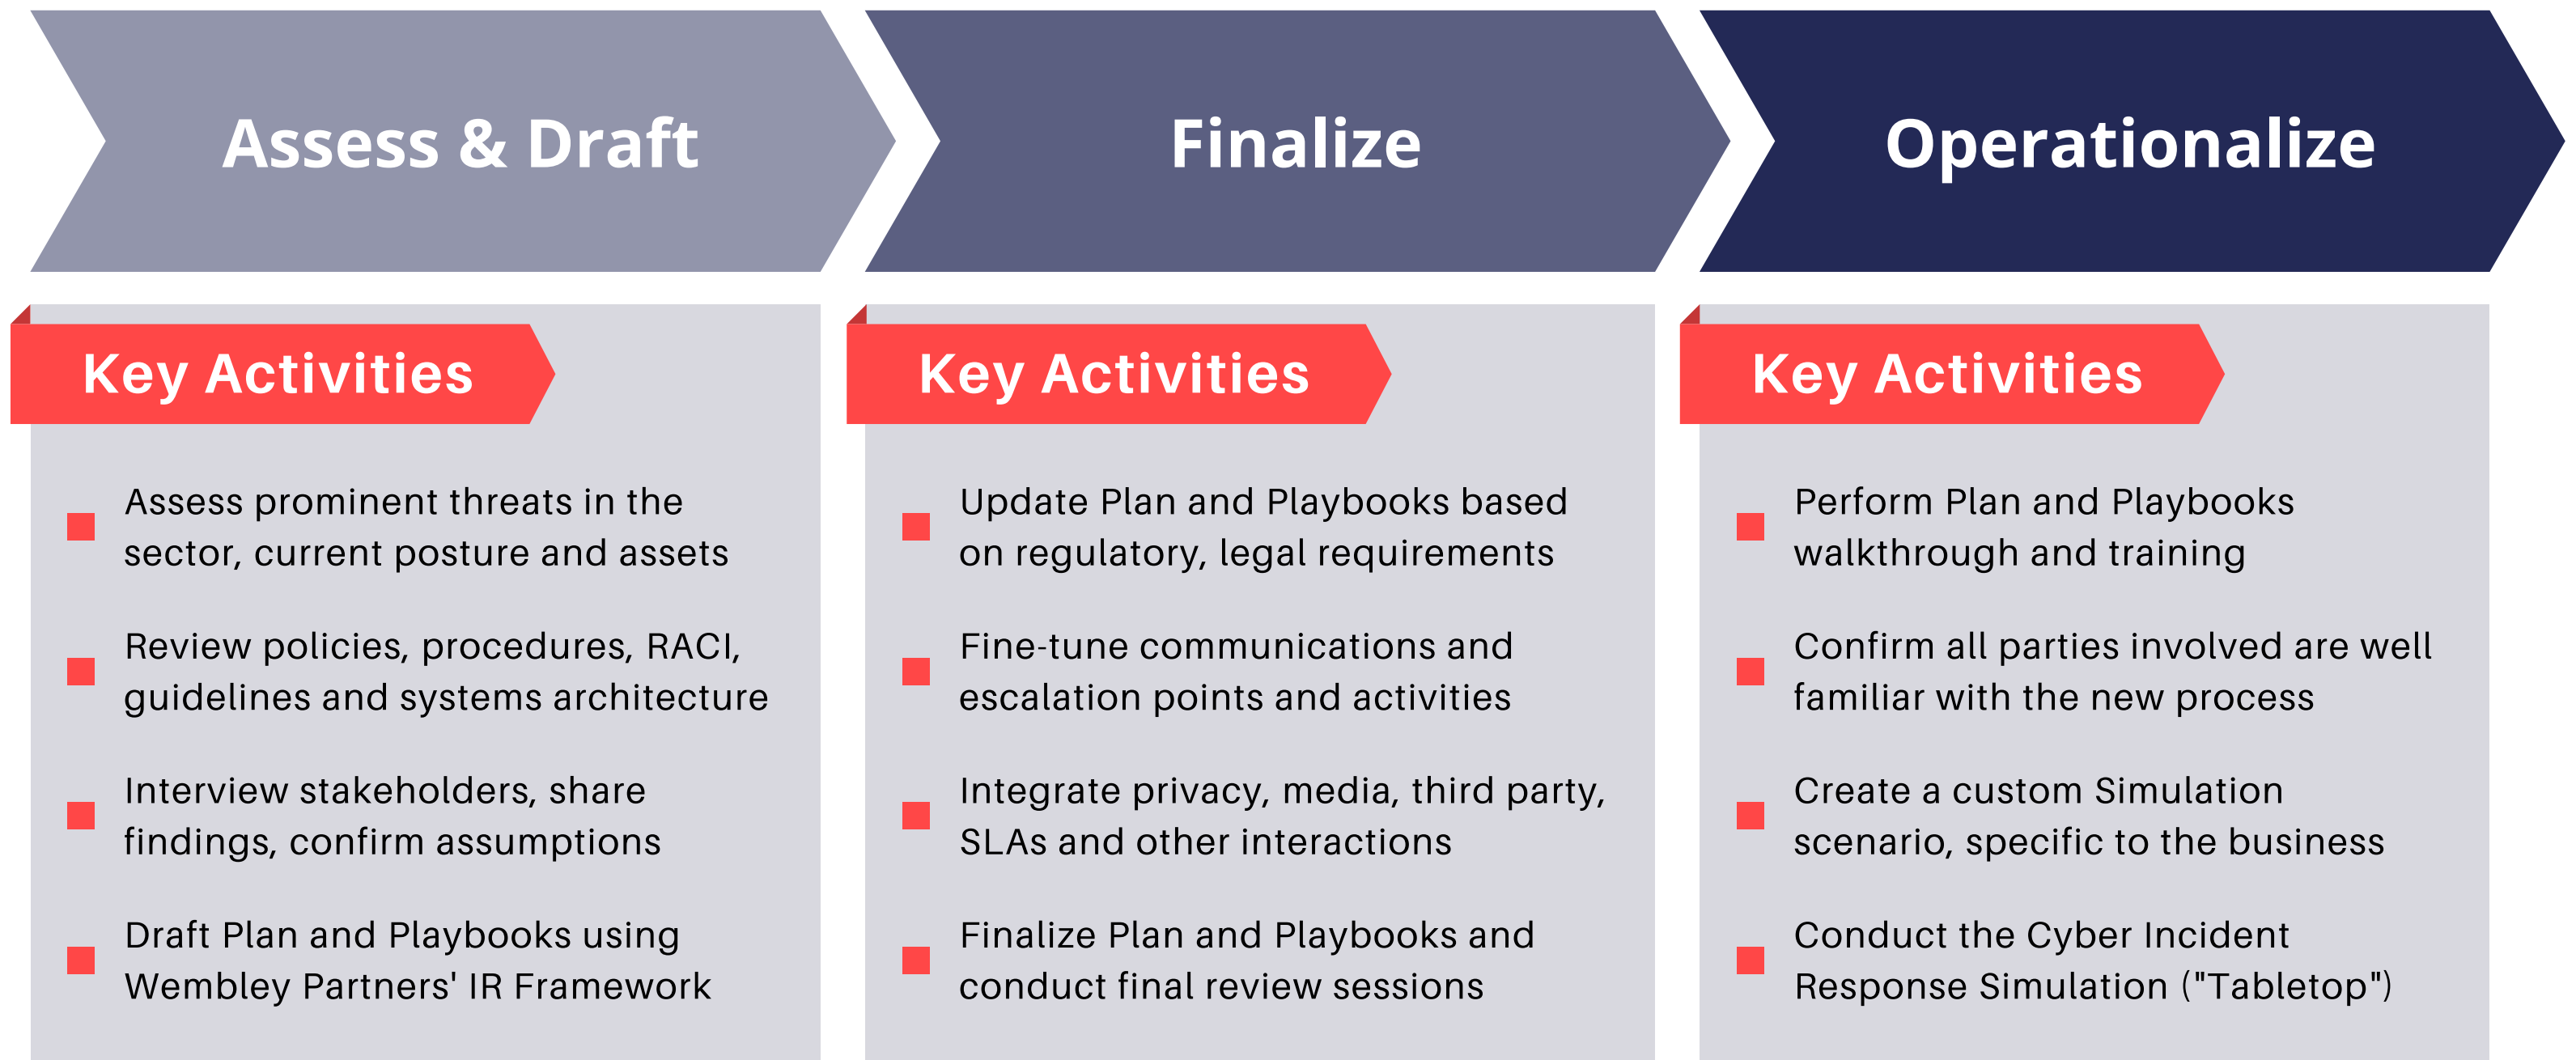 Assess & Draft
Finalize
Operationalize
Key Activities
Assess prominent threats in the
sector, current posture and assets
Review policies, procedures, RACI,
guidelines and systems architecture
Interview stakeholders, share
findings, confirm assumptions
Draft Plan and Playbooks using
Wembley Partners' IR Framework
Key Activities
Update Plan and Playbooks based
on regulatory, legal requirements
Fine-tune communications and
escalation points and activities
Integrate privacy, media, third party,
SLAs and other interactions
Finalize Plan and Playbooks and
conduct final review sessions
Key Activities
Perform Plan and Playbooks
walkthrough and training
Confirm all parties involved are well
familiar with the new process
Create a custom Simulation
scenario, specific to the business
Conduct the Cyber Incident
Response Simulation ("Tabletop")